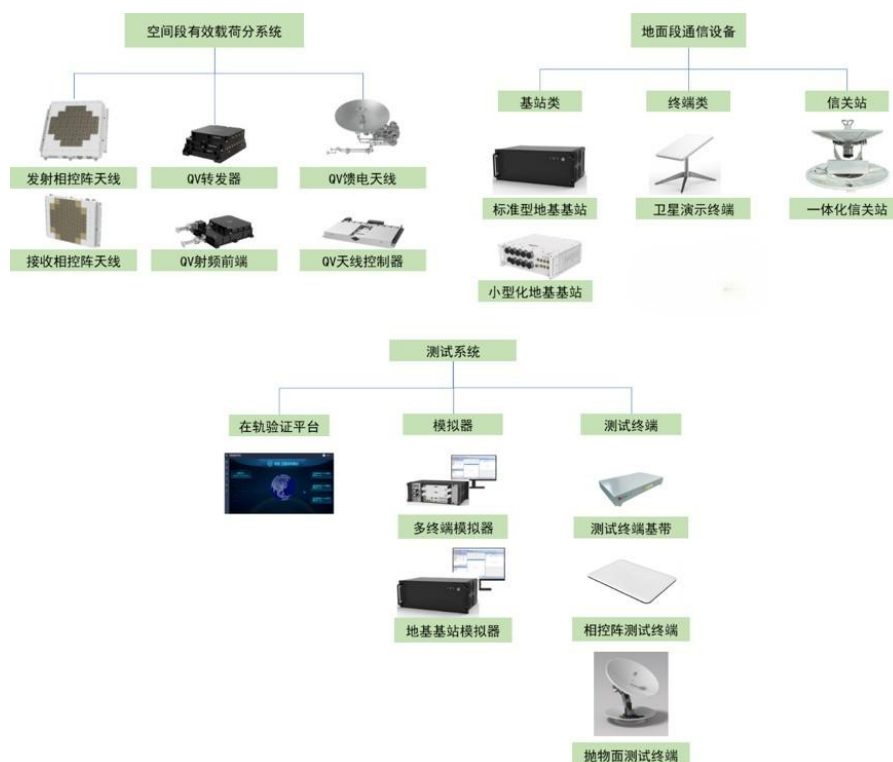 空间段有效载荷分系统
地面段通信设备
基站类
终端类
信关站
发射相控阵天线
QV转发器
QV馈电天线
标准型地基基站
卫星演示终端
一体化信关站
接收相控阵天线
QV射频前端
QV天线控制器
小型化地基基站
测试系统
在轨验证平台
模拟器
测试终端
多终端模拟器
测试终端基带
地基基站模拟器
相控阵测试终端
抛物面测试终端